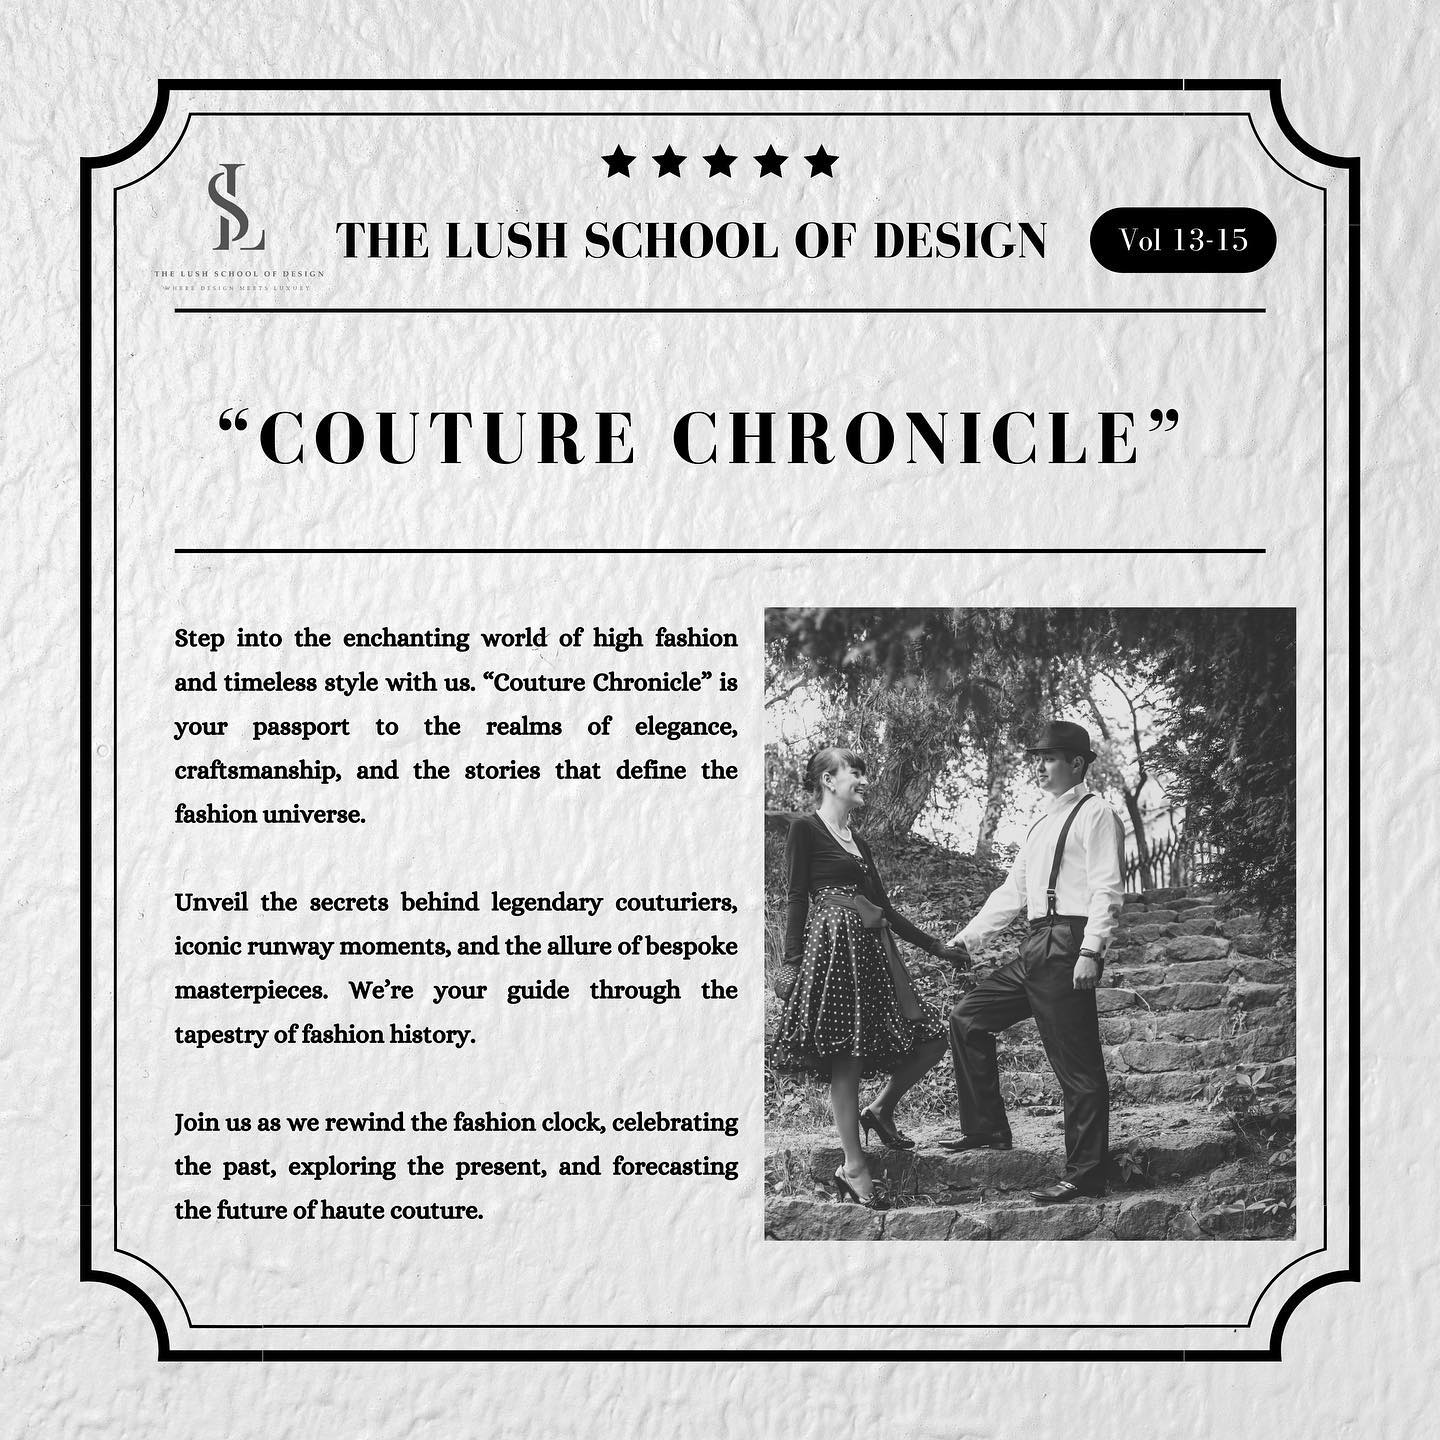 THE LUSH SCHOOL OF DESIGN
Vol 13-15
SL
THE LUSH SCHOOL OF DESIGN
WHERE DESIGN MEETS LUXURY
“COUTURE CHRONICLE”
Step into the enchanting world of high fashion
and timeless style with us. “Couture Chronicle” is
your passport to the realms of elegance,
craftsmanship, and the stories that define the
fashion universe.
Unveil the secrets behind legendary couturiers,
iconic runway moments, and the allure of bespoke
masterpieces. We’re your guide through the
tapestry of fashion history.
Join us as we rewind the fashion clock, celebrating
the past, exploring the present, and forecasting
the future of haute couture.